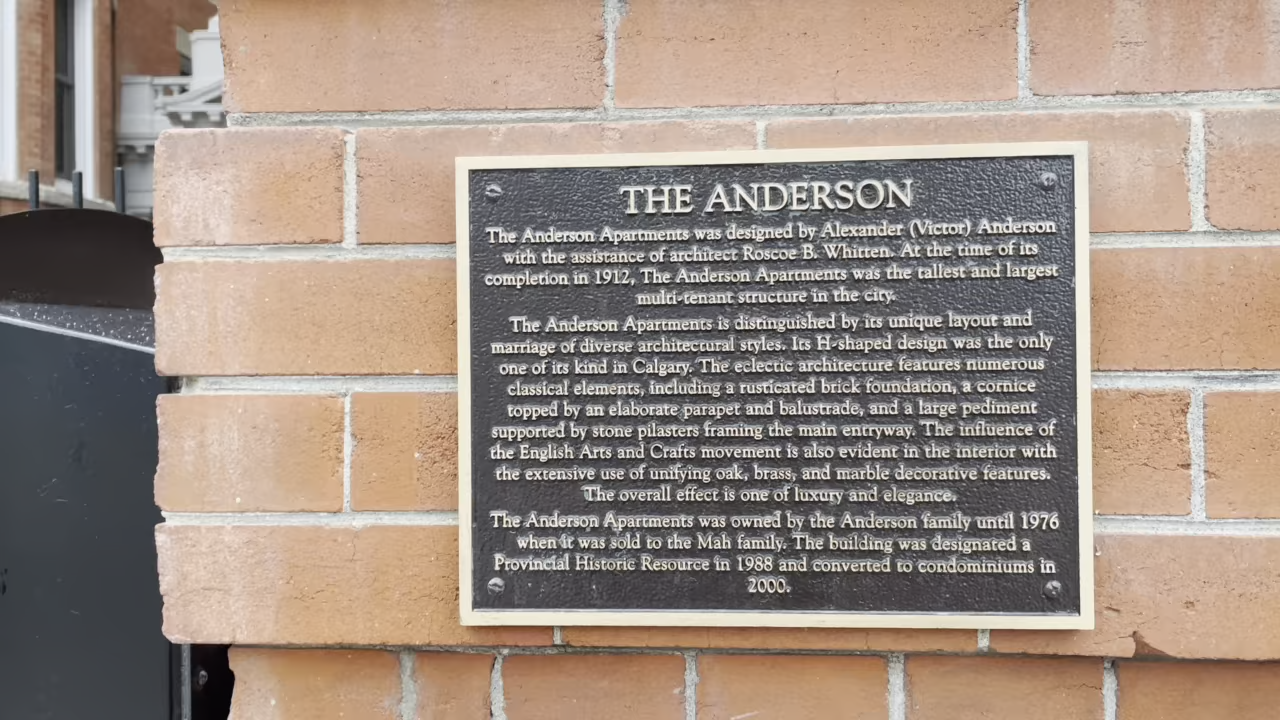 THE ANDERSON
The Anderson Apartments was designed by Alexander (Victor) Anderson
with the assistance of architect Roscoe B. Whitten. At the time of its
completion in 1912, The Anderson Apartments was the tallest and largest
multi-tenant structure in the city.
The Anderson Apartments is distinguished by its unique layout and
marriage of diverse architectural styles. Its H-shaped design was the only
one of its kind in Calgary. The eclectic architecture features numerous
classical elements, including a rusticated brick foundation, a cornice
topped by an elaborate parapet and balustrade, and a large pediment
supported by stone pilasters framing the main entryway. The influence of
the English Arts and Crafts movement is also evident in the interior with
the extensive use of unifying oak, brass, and marble decorative features.
The overall effect is one of luxury and elegance.
The Anderson Apartments was owned by the Anderson family until 1976
when it was sold to the Mah family. The building was designated a
Provincial Historic Resource in 1988 and converted to condominiums in
2000.